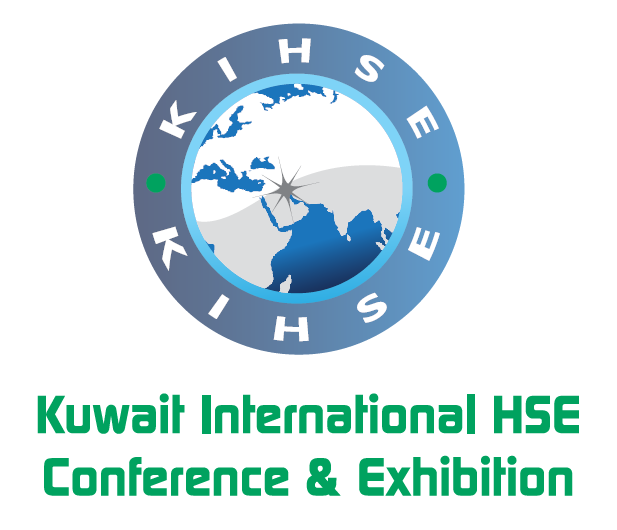 KIHSE
KIHSE
Kuwait International HSE
Conference & Exhibition